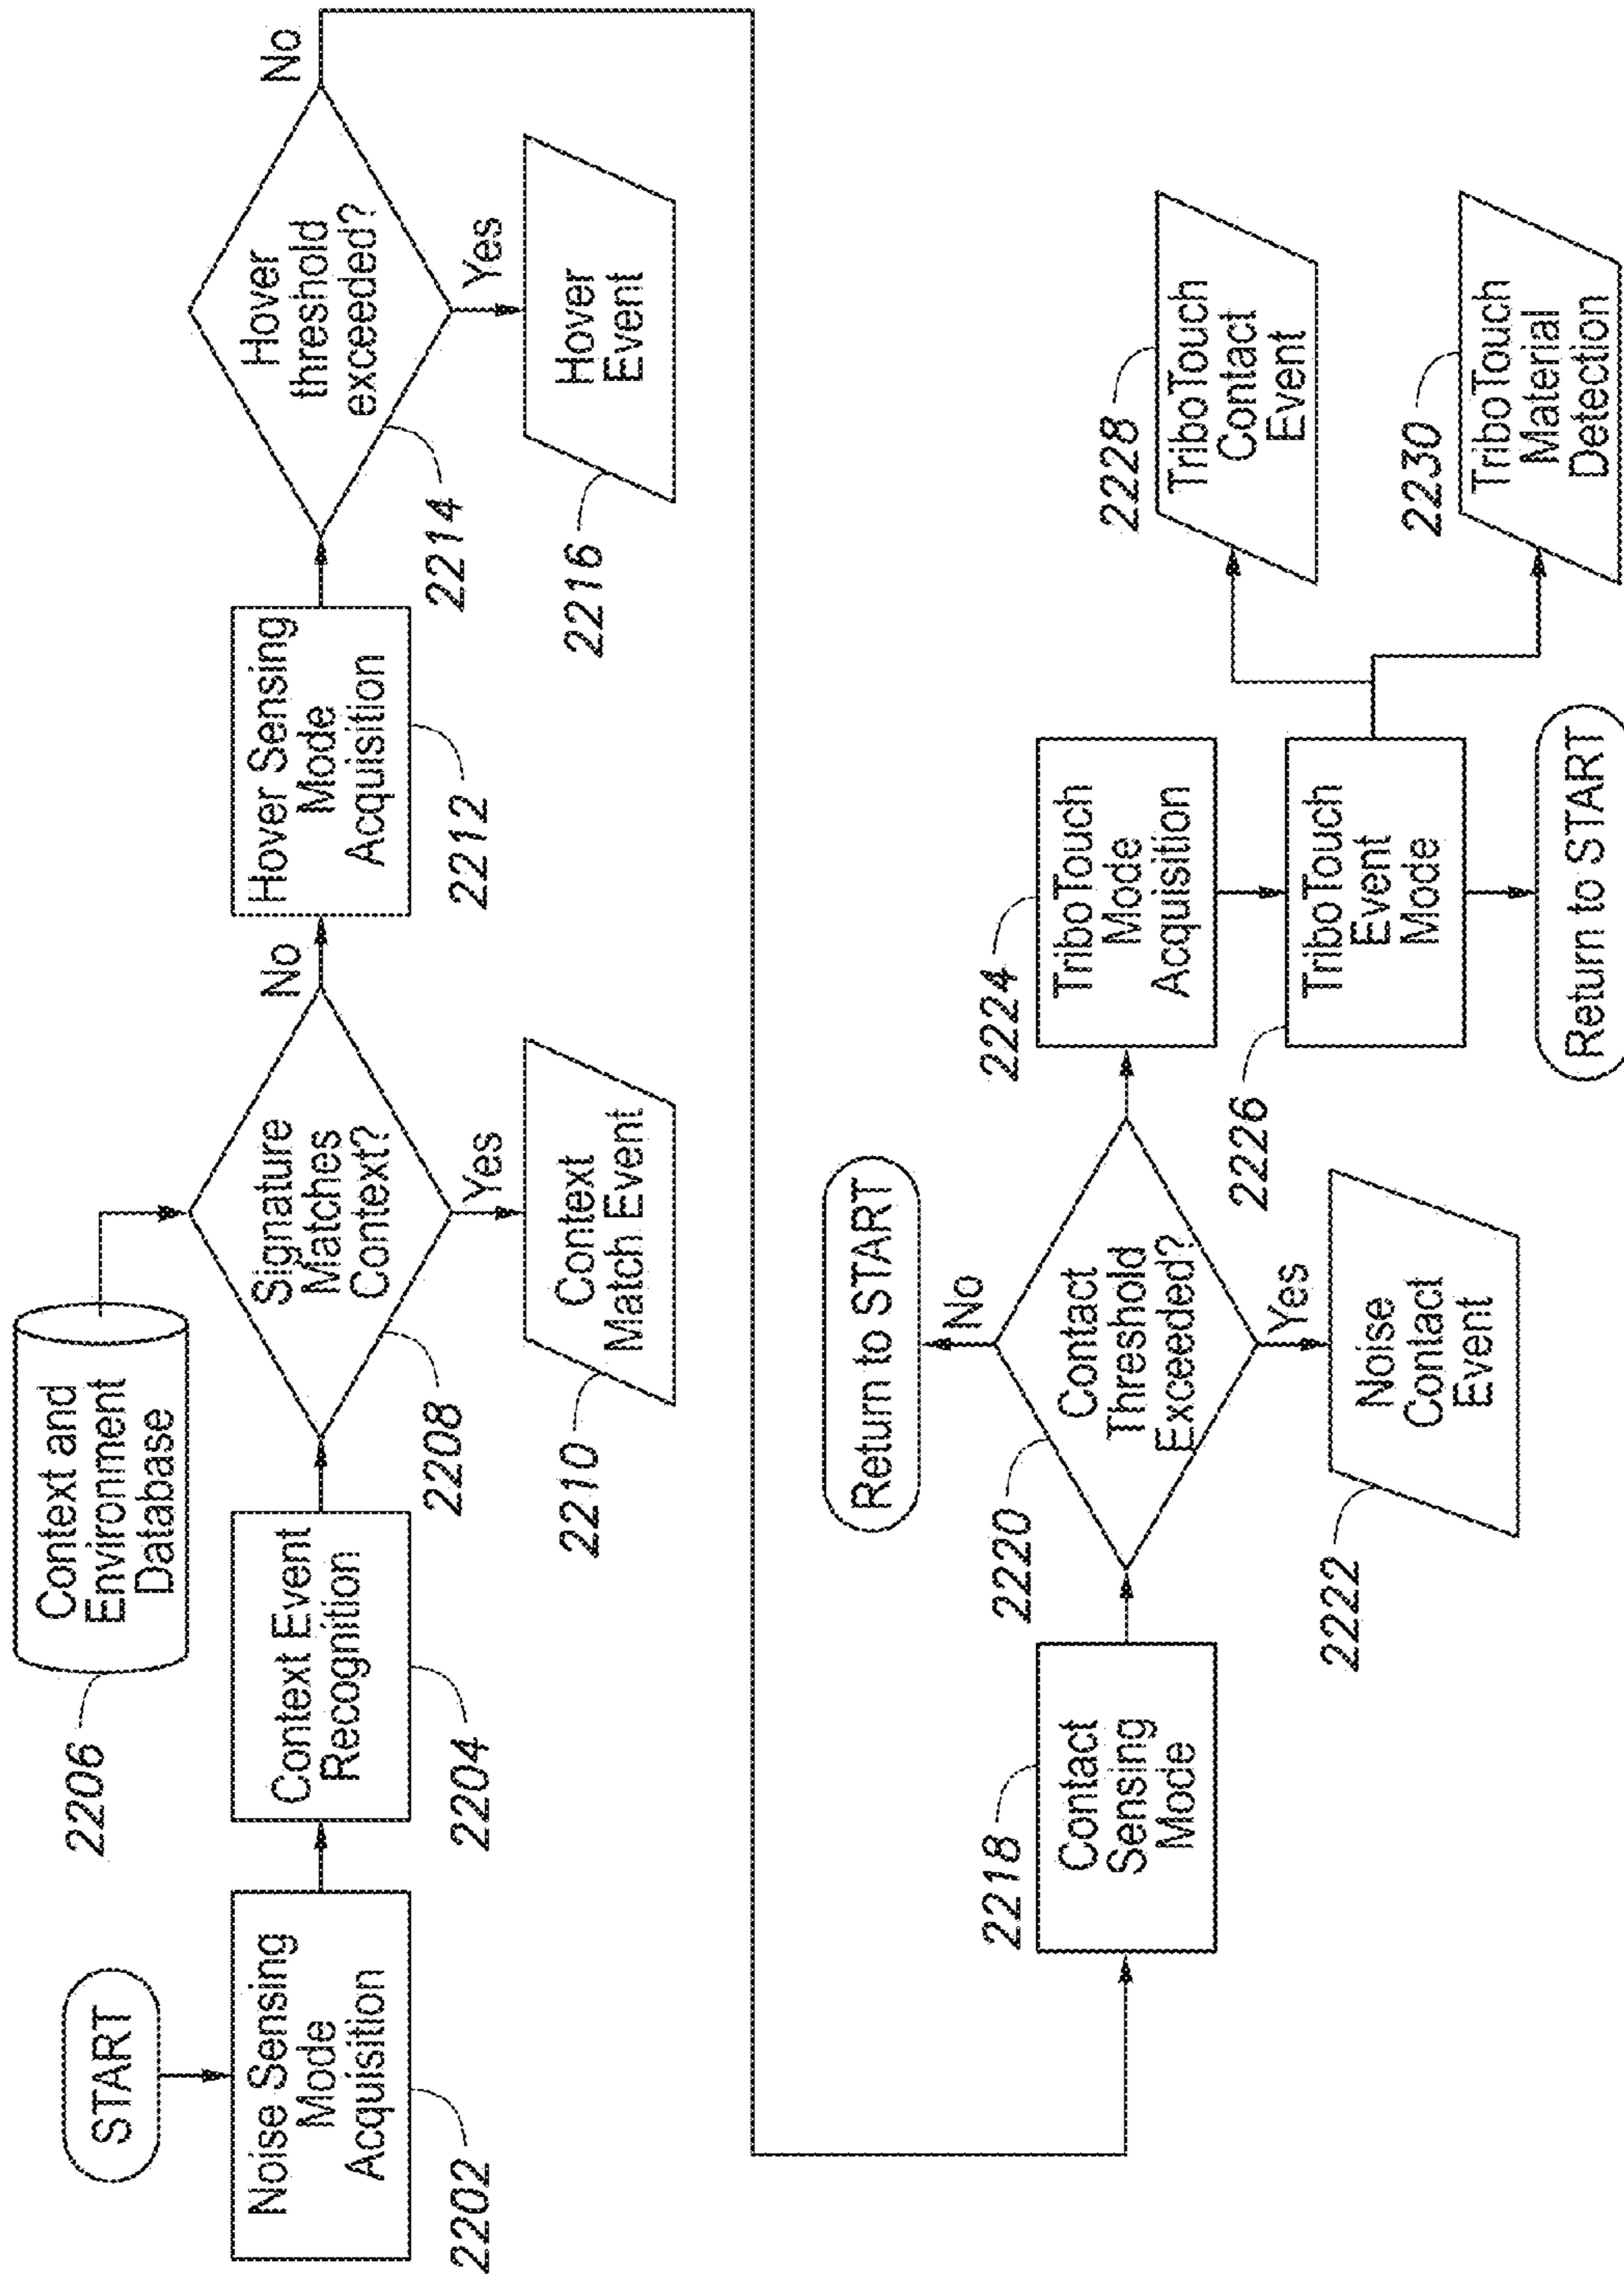 START
Noise Sensing
Mode
Acquisition
2202
Context Event
Recognition
2204
Context and
Environment
Database
2206
Signature
Matches
Context?
2208
No
Yes
Context
Match Event
2210
Hover Sensing
Mode
Acquisition
2212
Hover
threshold
exceeded?
2214
No
Yes
Hover
Event
2216
Contact
Sensing
Mode
2218
Contact
Threshold
Exceeded?
2220
No
Return to START
Yes
Noise
Contact
Event
2222
TriboTouch
Mode
Acquisition
2224
TriboTouch
Event
Mode
2226
Return to START
TriboTouch
Contact
Event
2228
TriboTouch
Material
Detection
2230